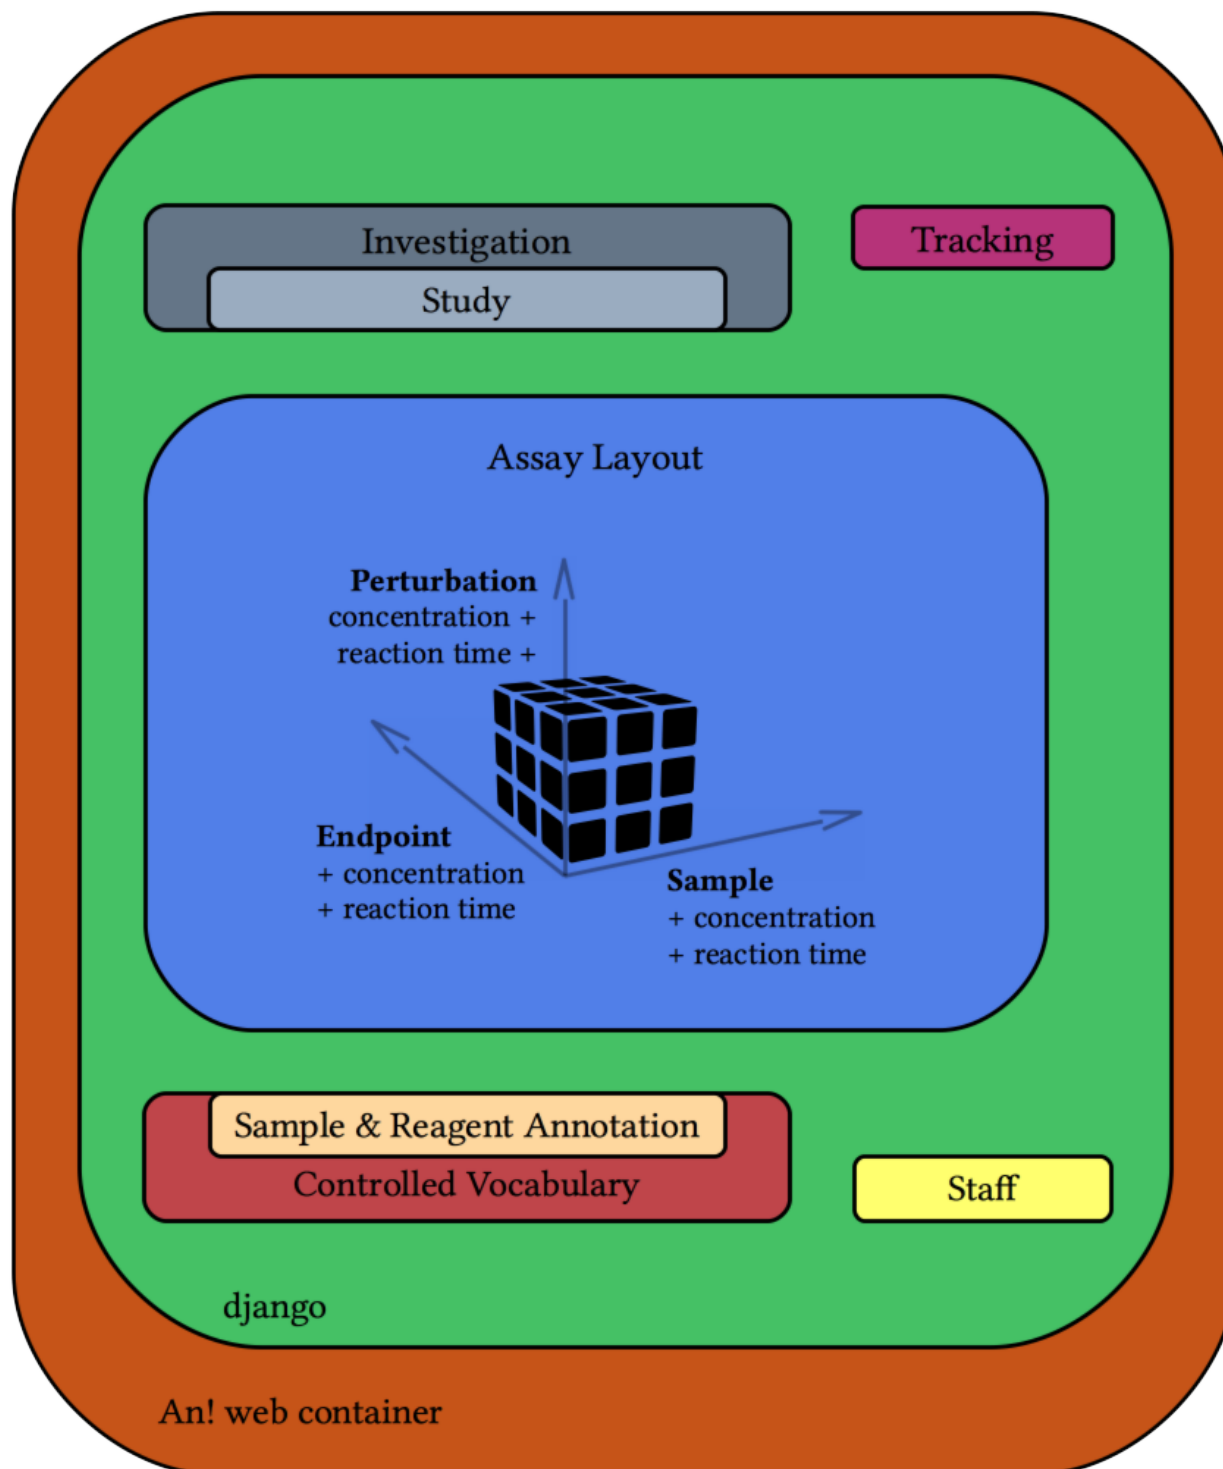 Investigation
Study
Tracking
Assay Layout
Perturbation
concentration +
reaction time +
Endpoint
+ concentration
+ reaction time
Sample
+ concentration
+ reaction time
Sample & Reagent Annotation
Controlled Vocabulary
Staff
django
An! web container